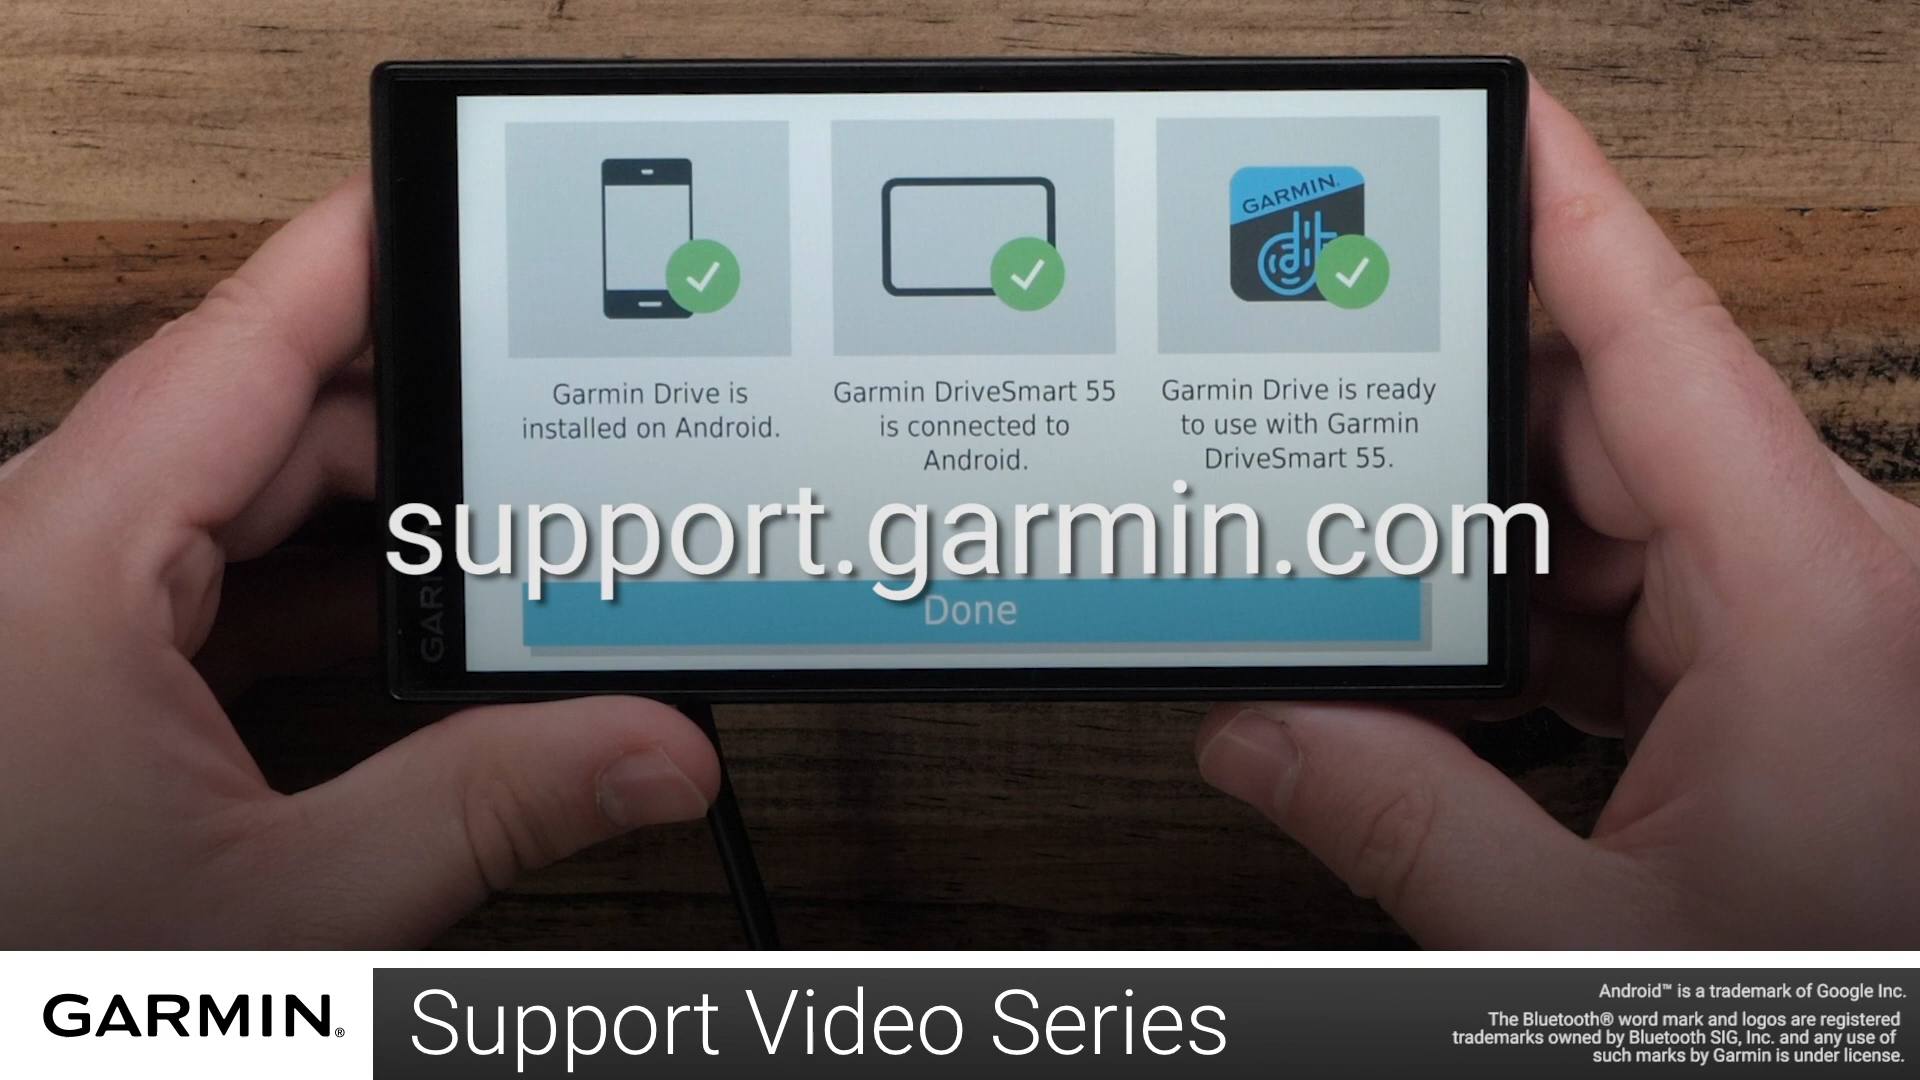 GARMIN.
Garmin Drive is
installed on Android.
Garmin DriveSmart 55
is connected to
Android.
Garmin Drive is ready
to use with Garmin
DriveSmart 55.
support.garmin.com
Done
GARMIN
GARMIN®
Support Video Series
Android™ is a trademark of Google Inc.
The Bluetooth® word mark and logos are registered
trademarks owned by Bluetooth SIG, Inc. and any use of
such marks by Garmin is under license.